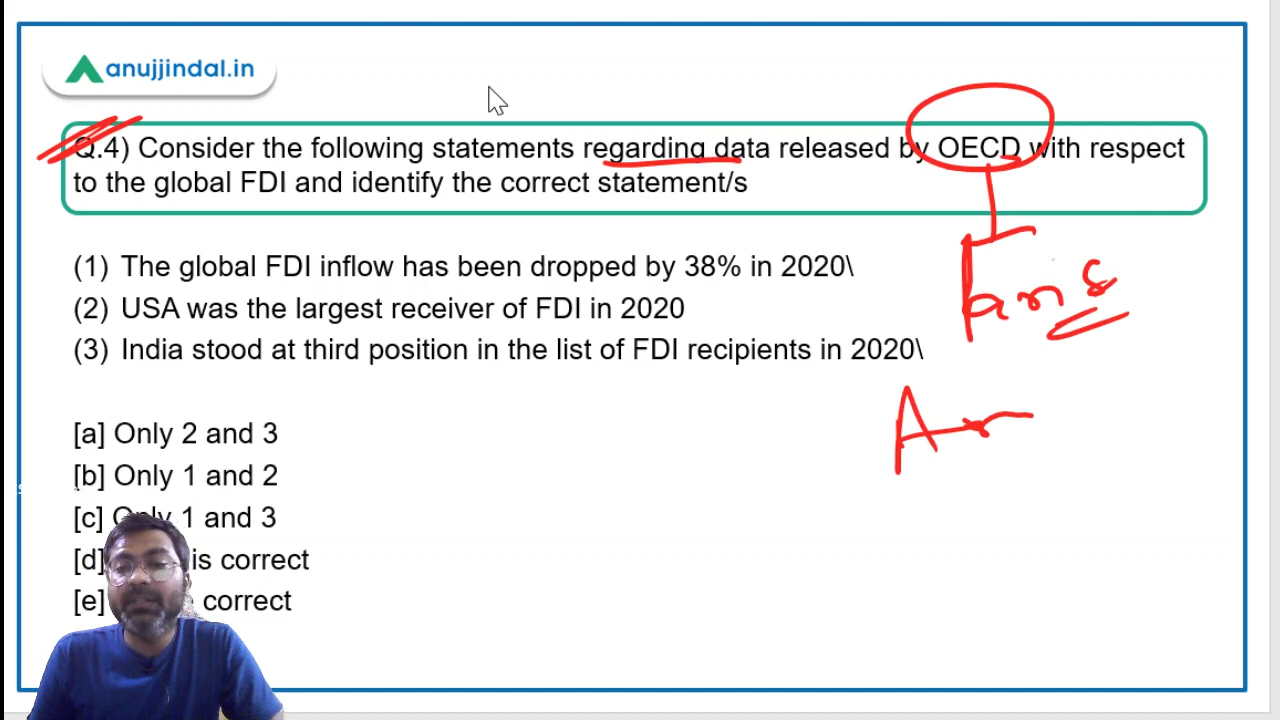 anujjindal.in
Q.4) Consider the following statements regarding data released by OECD with respect
to the global FDI and identify the correct statement/s
(1) The global FDI inflow has been dropped by 38% in 2020\
(2) USA was the largest receiver of FDI in 2020
(3) India stood at third position in the list of FDI recipients in 2020\
[a] Only 2 and 3
[b] Only 1 and 2
[c] Only 1 and 3
[d] is correct
[e] correct